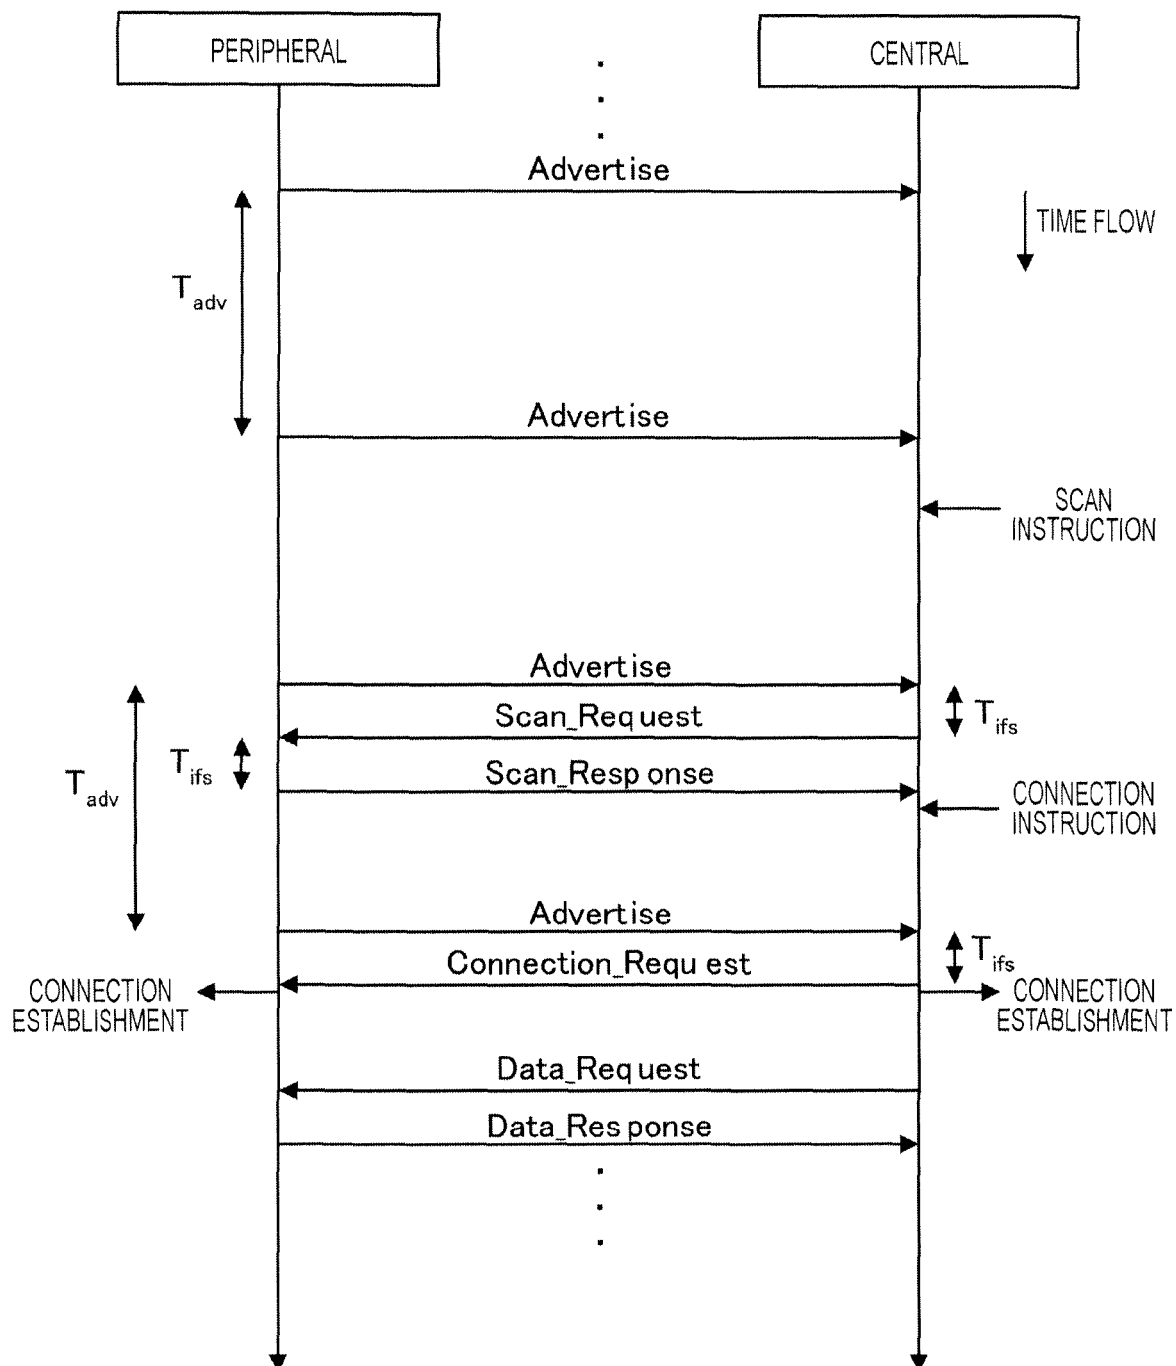 PERIPHERAL
CENTRAL
Advertise
TIME FLOW
Tadv
Advertise
SCAN
INSTRUCTION
Advertise
Scan_Request
Tifs
Tifs
Tadv
Scan_Response
CONNECTION
INSTRUCTION
Advertise
Tifs
Connection_Request
CONNECTION
ESTABLISHMENT
CONNECTION
ESTABLISHMENT
Data_Request
Data_Response